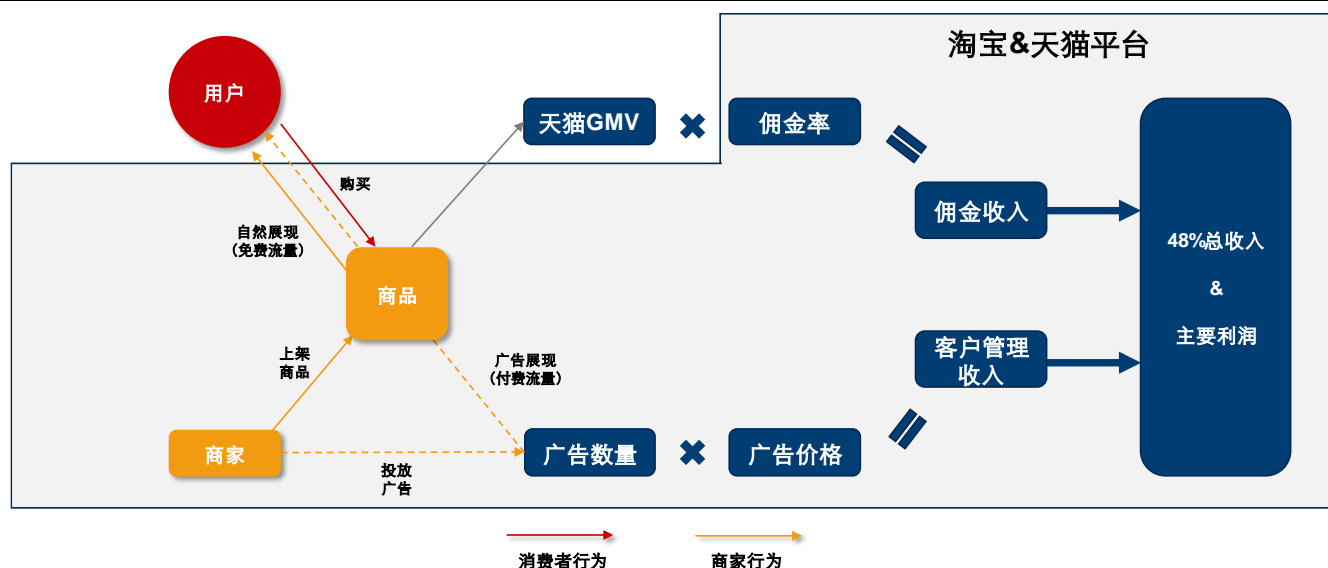 淘宝&天猫平台
用户
天猫GMV
佣金率
购买
自然展现
（免费流量）
佣金收入
48%总收入
&
主要利润
商品
上架
商品
广告展现
（付费流量）
客户管理
收入
商家
投放
广告
广告数量
广告价格
消费者行为
商家行为